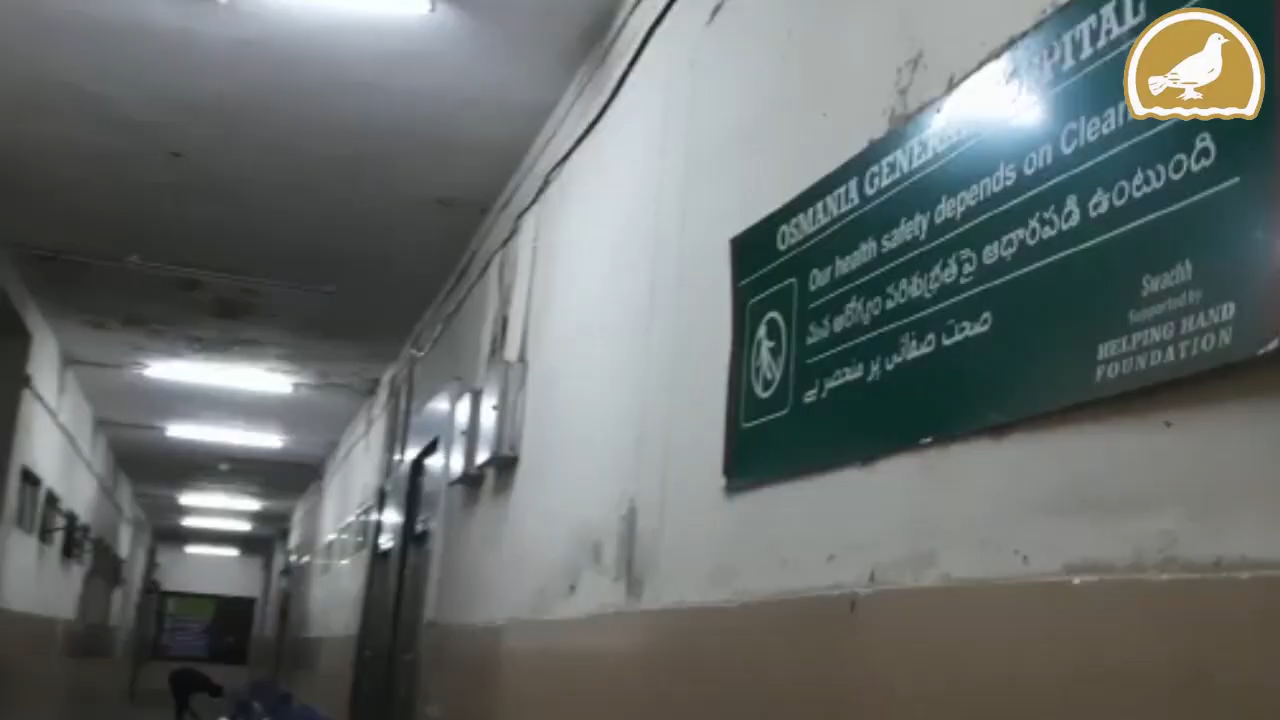 OSMANIA GENERAL HOSPITAL
Our health safety depends on Clean
మన ఆరోగ్యం పరిశుభ్రతపై ఆధారపడి ఉంటుంది
صحت صفائی پر منحصر ہے
Swachh
Supported by
HELPING HAND
FOUNDATION